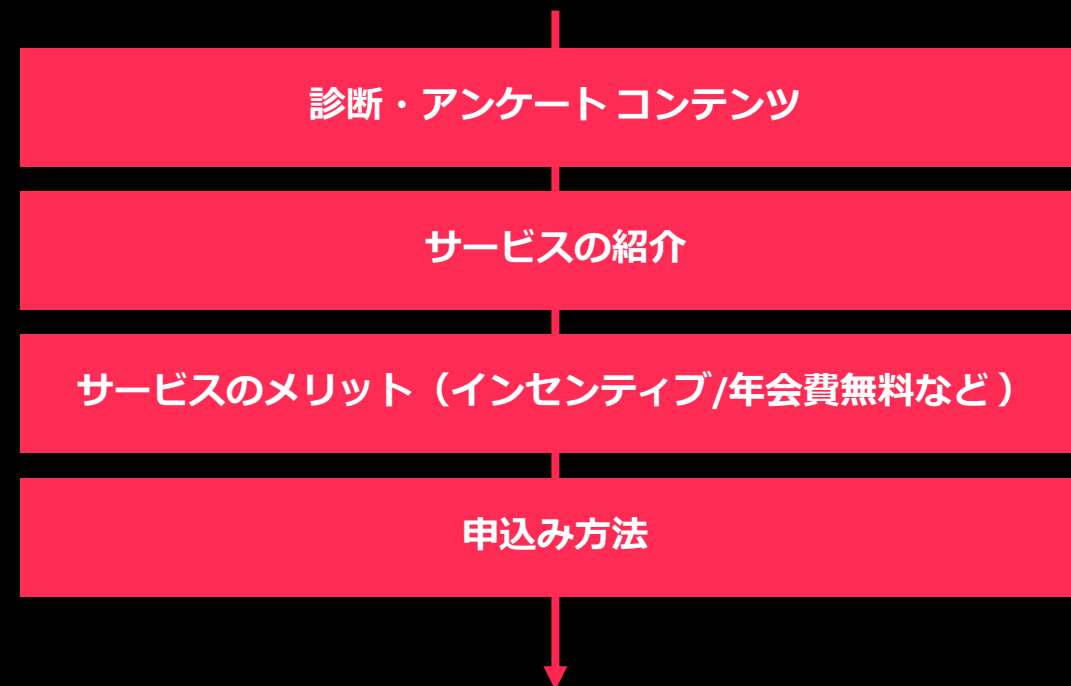 診断・アンケート コンテンツ
サービスの紹介
サービスのメリット（インセンティブ/年会費無料など ）
申込み方法